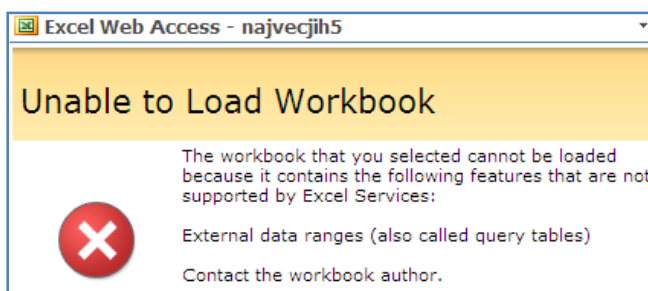 Excel Web Access - najvecjih5
Unable to Load Workbook
The workbook that you selected cannot be loaded
because it contains the following features that are not
supported by Excel Services:
External data ranges (also called query tables)
Contact the workbook author.